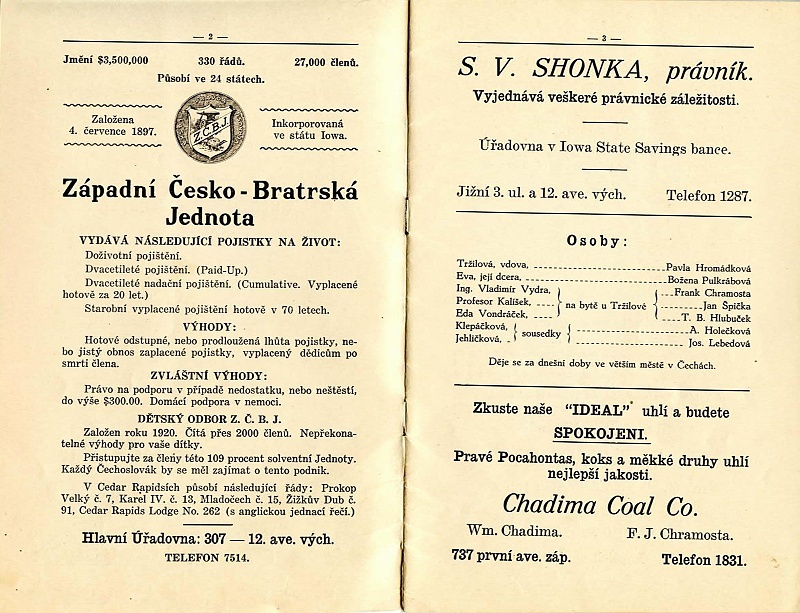 — 2 —
Jmění $3,500,000 330 řádů. 27,000 členů.
Působí ve 24 státech.
Založena
4. července 1897.
Z.Č.B.J.
Inkorporovaná
ve státu Iowa.
Západní Česko - Bratrská
Jednota
VYDÁVÁ NÁSLEDUJÍCÍ POJISTKY NA ŽIVOT:
Doživotní pojištění.
Dvacetileté pojištění. (Paid-Up.)
Dvacetileté nadační pojištění. (Cumulative. Vyplacené
hotově za 20 let.)
Starobní vyplacené pojištění hotově v 70 letech.
VÝHODY:
Hotové odstupné, nebo prodloužená lhůta pojistky, ne-
bo jistý obnos zaplacené pojistky, vyplacený dědicům po
smrti člena.
ZVLÁŠTNÍ VÝHODY:
Právo na podporu v případě nedostatku, nebo neštěstí,
do výše $300.00. Domácí podpora v nemoci.
DĚTSKÝ ODBOR Z. Č. B. J.
Založen roku 1920. Čítá přes 2000 členů. Nepřekona-
telné výhody pro vaše dítky.
Přistupujte za členy této 109 procent solventní Jednoty.
Každý Čechoslovák by se měl zajímat o tento podnik.
V Cedar Rapidsích působí následující řády: Prokop
Velký č. 7, Karel IV. č. 13, Mladočech č. 15, Žižkův Dub č.
91, Cedar Rapids Lodge No. 262 (s anglickou jednací řečí.)
Hlavní Úřadovna: 307 — 12. ave. vých.
TELEFON 7514.
— 3 —
S. V. SHONKA, právník.
Vyjednává veškeré právnické záležitosti.
Úřadovna v Iowa State Savings bance.
Jižní 3. ul. a 12. ave. vých. Telefon 1287.
Osoby:
Tržilová, vdova, Pavla Hromádková
Eva, její dcera, Božena Pulkrábová
Ing. Vladimír Vydra, Frank Chramosta
Profesor Kalíšek, na bytě u Tržilové Jan Špička
Eda Vondráček, T. B. Hlubuček
Klepáčková, A. Holečková
sousedky
Jehličková, Jos. Lebedová
Děje se za dnešní doby ve větším městě v Čechách.
Zkuste naše "IDEAL" uhlí a budete
SPOKOJENI.
Pravé Pocahontas, koks a měkké druhy uhlí
nejlepší jakosti.
Chadima Coal Co.
Wm. Chadima. F. J. Chramosta.
737 první ave. záp. Telefon 1831.